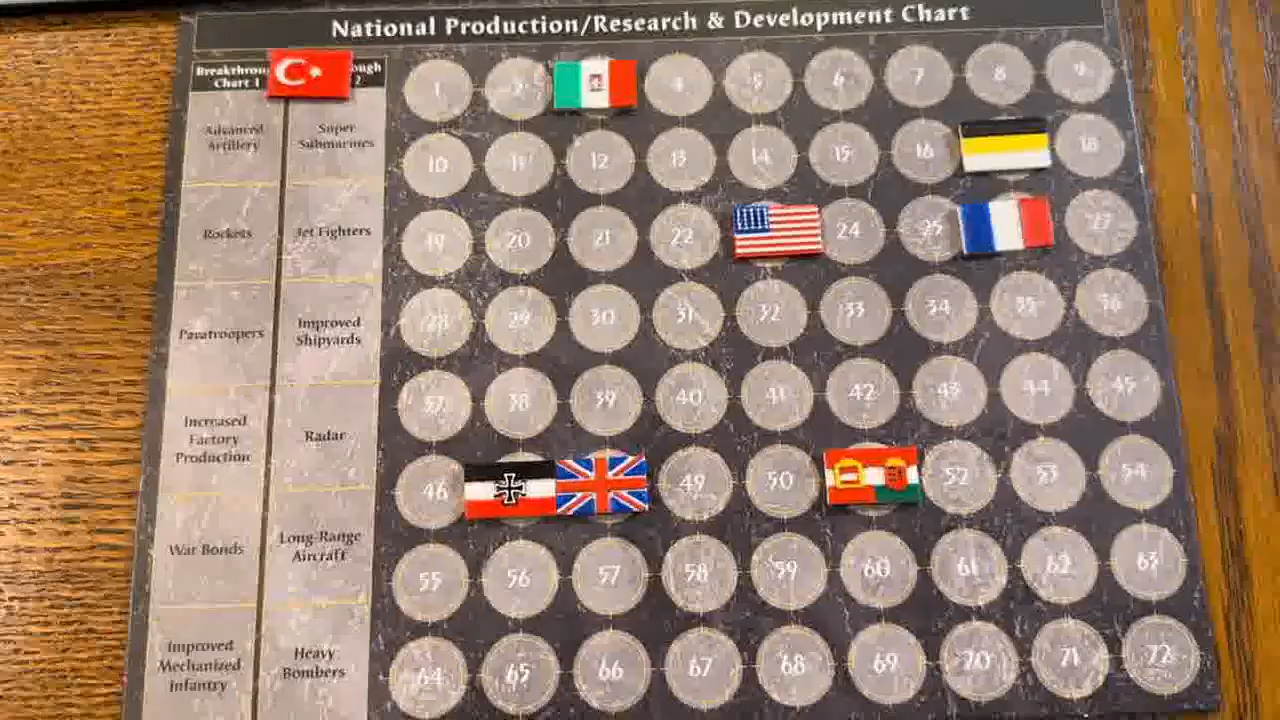 National Production/Research & Development Chart
Breakthrou ough
Chart 1 2
Advanced
Artillery
Super
Submarines
Rockets
Jet Fighters
Paratroopers
Improved
Shipyards
Increased
Factory
Production
Radar
War Bonds
Long-Range
Aircraft
Improved
Mechanized
Infantry
Heavy
Bombers
1 2 4 5 6 7 8 9
10 11 12 13 14 15 16 18
19 20 21 22 24 25 27
28 29 30 31 32 33 34 35 36
37 38 39 40 41 42 43 44 45
46 49 50 52 53 54
55 56 57 58 59 60 61 62 63
64 65 66 67 68 69 70 71 72